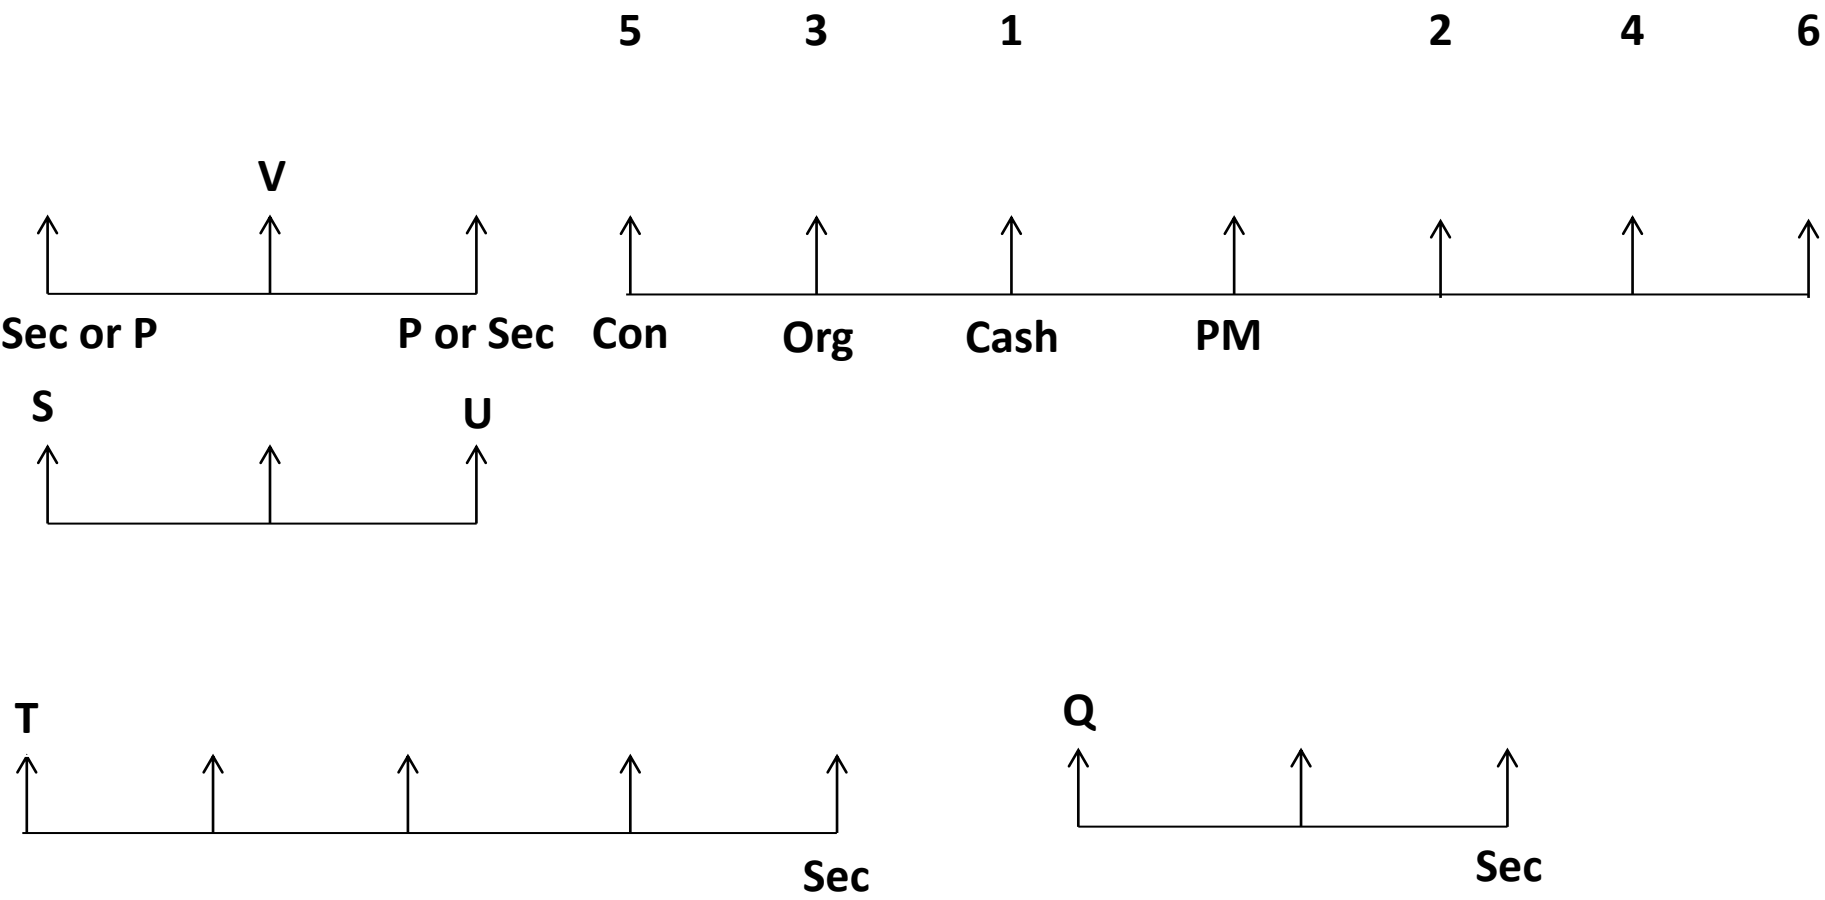 5 3 1 2 4 6
V
Sec or P P or Sec Con Org Cash PM
S U
T Q
Sec Sec